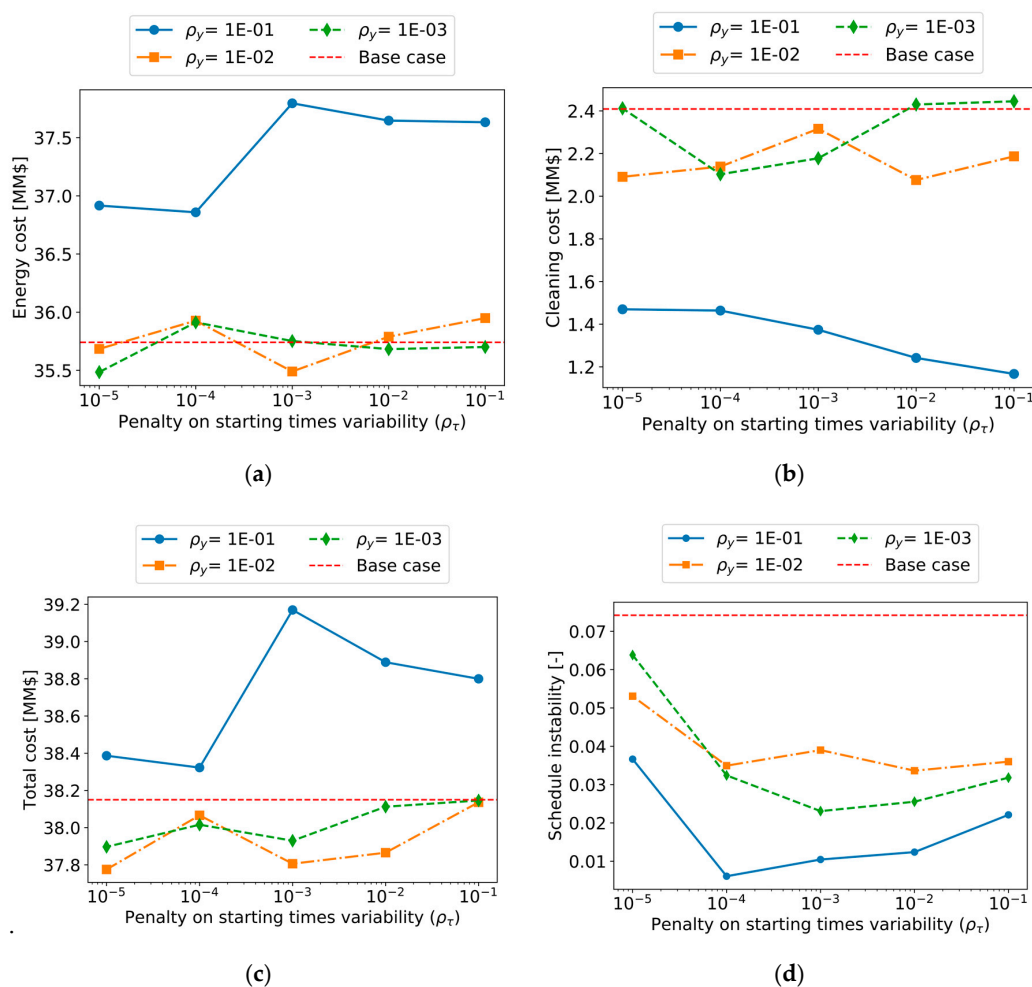 ρy= 1E-01
ρy= 1E-03
ρy= 1E-02
Base case
37.5
37.0
36.5
36.0
35.5
Energy cost [MM$]
10−5
10−4
10−3
10−2
10−1
Penalty on starting times variability (ρτ)
(a)
ρy= 1E-01
ρy= 1E-03
ρy= 1E-02
Base case
2.4
2.2
2.0
1.8
1.6
1.4
1.2
Cleaning cost [MM$]
10−5
10−4
10−3
10−2
10−1
Penalty on starting times variability (ρτ)
(b)
ρy= 1E-01
ρy= 1E-03
ρy= 1E-02
Base case
39.2
39.0
38.8
38.6
38.4
38.2
38.0
37.8
Total cost [MM$]
10−5
10−4
10−3
10−2
10−1
Penalty on starting times variability (ρτ)
.
(c)
ρy= 1E-01
ρy= 1E-03
ρy= 1E-02
Base case
0.07
0.06
0.05
0.04
0.03
0.02
0.01
Schedule instability [-]
10−5
10−4
10−3
10−2
10−1
Penalty on starting times variability (ρτ)
(d)